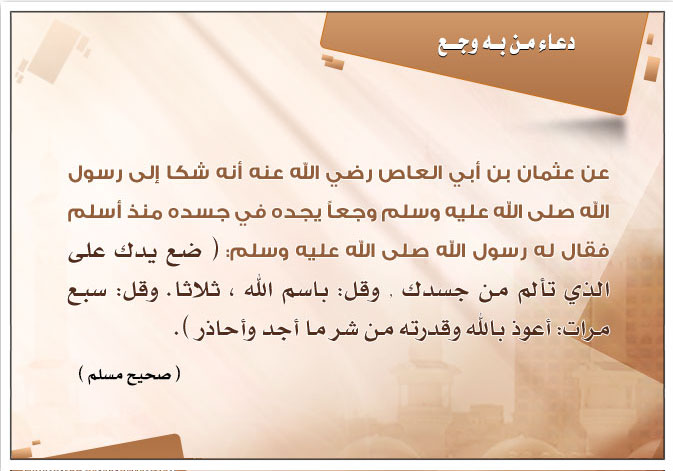 دعاء من به وجع
عن عثمان بن أبي العاص رضي الله عنه أنه شكا إلى رسول
الله صلى الله عليه وسلم وجعاً يجده في جسده منذ أسلم
فقال له رسول الله صلى الله عليه وسلم: ( ضع يدك على
الذي تألم من جسدك ، وقل: باسم الله ، ثلاثا. وقل: سبع
مرات: أعوذ بالله وقدرته من شر ما أجد وأحاذر ).
( صحيح مسلم )